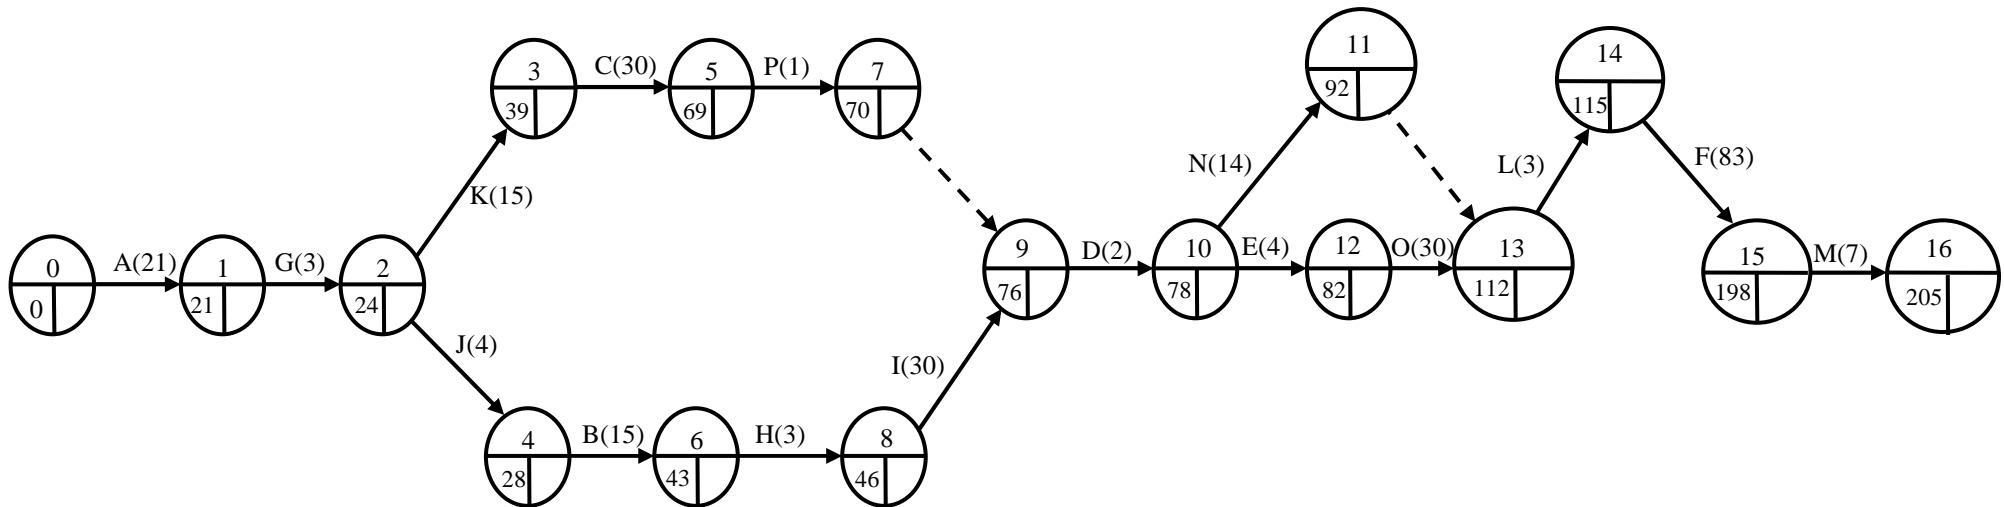 11
14
3
C(30)
5
P(1)
7
92
115
39
69
70
N(14)
L(3)
F(83)
K(15)
0
A(21)
1
G(3)
2
9
D(2)
10
E(4)
12
O(30)
13
15
M(7)
16
0
21
24
76
78
82
112
198
205
J(4)
I(30)
4
B(15)
6
H(3)
8
28
43
46